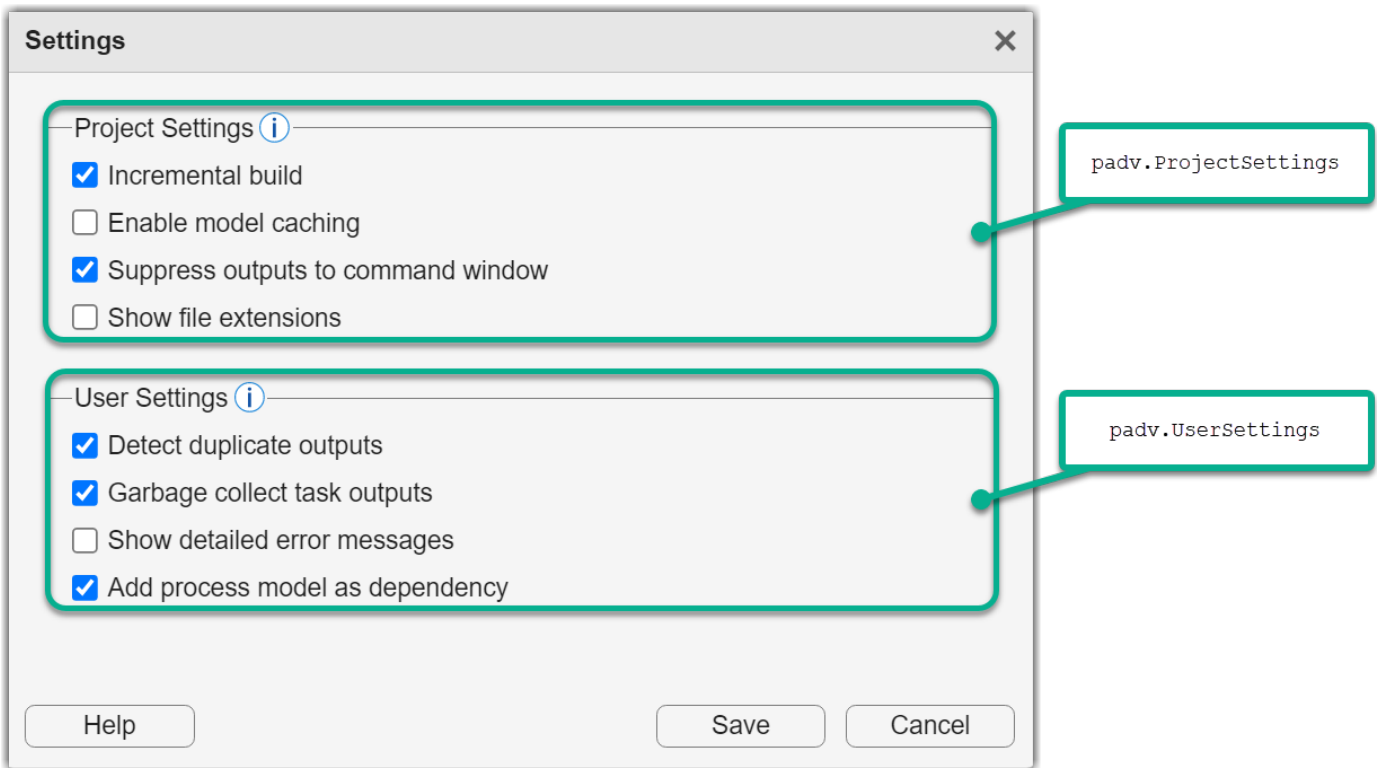 Settings
Project Settings
Incremental build
Enable model caching
Suppress outputs to command window
Show file extensions
padv.ProjectSettings
User Settings
Detect duplicate outputs
Garbage collect task outputs
Show detailed error messages
Add process model as dependency
padv.UserSettings
Help
Save
Cancel